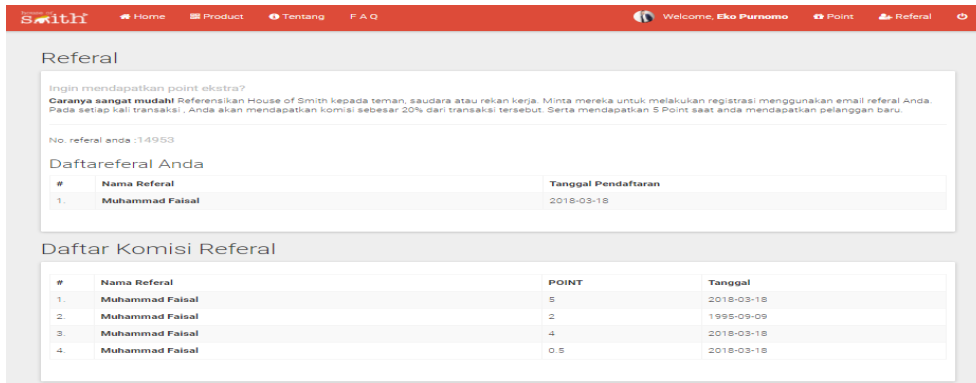 house of
smith Home Product Tentang F A Q Welcome, Eko Purnomo Point Referal
Referal
Ingin mendapatkan point ekstra?
Caranya sangat mudah! Referensikan House of Smith kepada teman, saudara atau rekan kerja. Minta mereka untuk melakukan registrasi menggunakan email referal Anda.
Pada setiap kali transaksi , Anda akan mendapatkan komisi sebesar 20% dari transaksi tersebut. Serta mendapatkan 5 Point saat anda mendapatkan pelanggan baru.
No. referal anda :14953
Daftareferal Anda
# Nama Referal Tanggal Pendaftaran
1. Muhammad Faisal 2018-03-18
Daftar Komisi Referal
# Nama Referal POINT Tanggal
1. Muhammad Faisal 5 2018-03-18
2. Muhammad Faisal 2 1995-09-09
3. Muhammad Faisal 4 2018-03-18
4. Muhammad Faisal 0.5 2018-03-18